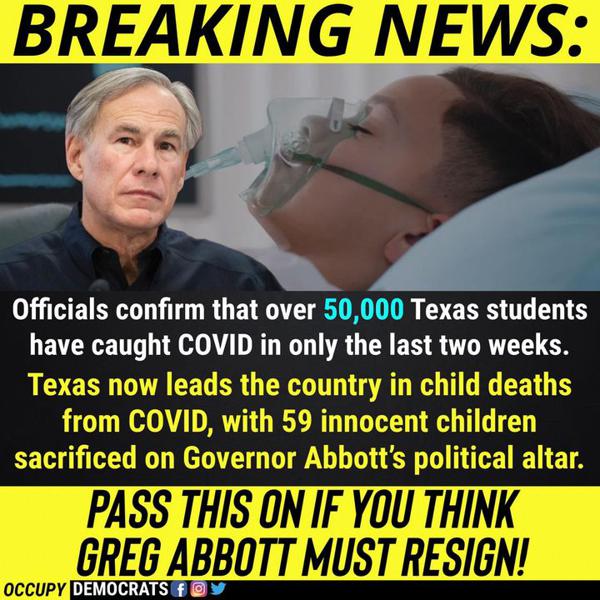 BREAKING NEWS:
Officials confirm that over 50,000 Texas students
have caught COVID in only the last two weeks.
Texas now leads the country in child deaths
from COVID, with 59 innocent children
sacrificed on Governor Abbott's political altar.
PASS THIS ON IF YOU THINK
GREG ABBOTT MUST RESIGN!
OCCUPY DEMOCRATS